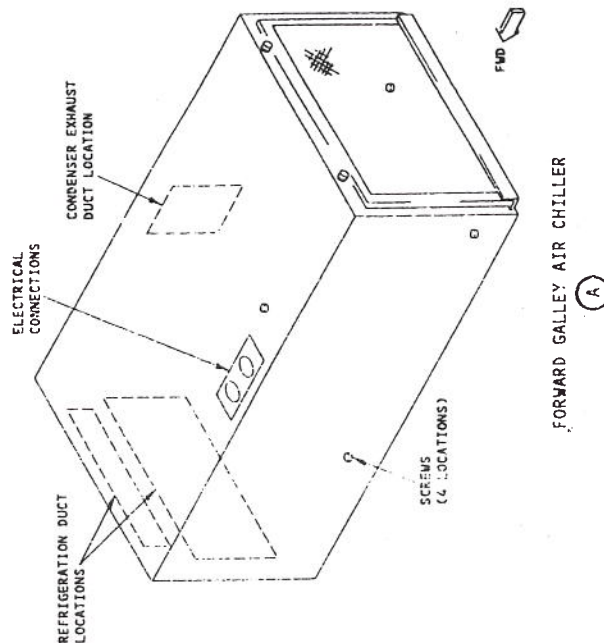 REFRIGERATION DUCT
LOCATIONS
ELECTRICAL
CONNECTIONS
CONDENSER EXHAUST
DUCT LOCATION
SCREWS
(4 LOCATIONS)
FWD
FORWARD GALLEY AIR CHILLER
A